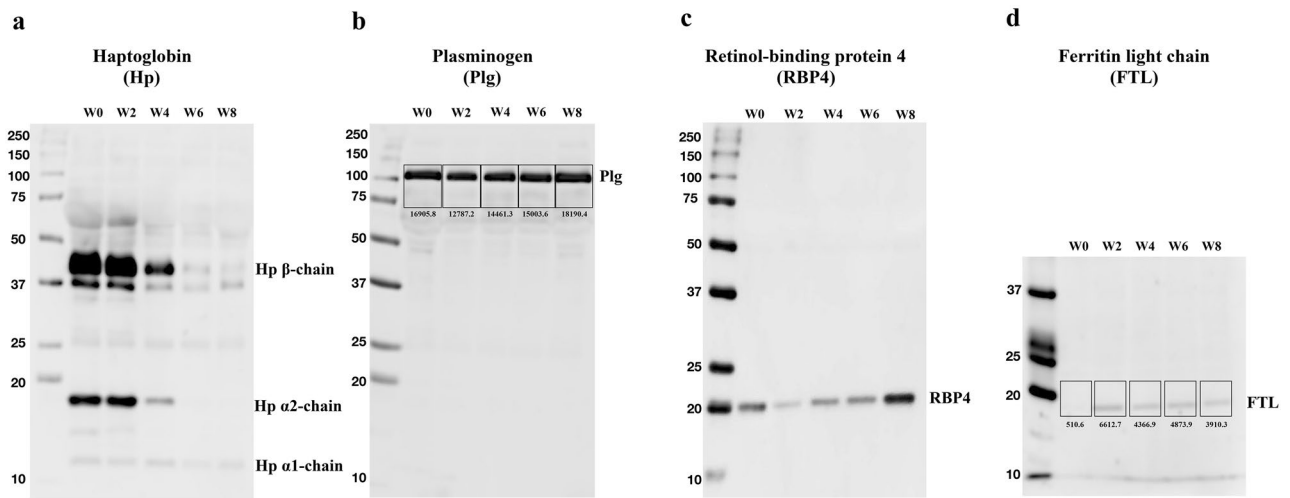 a
Haptoglobin
(Hp)
W0 W2 W4 W6 W8
250
150
100
75
50
Hp β-chain
37
25
20
Hp α2-chain
Hp α1-chain
10
b
Plasminogen
(Plg)
W0 W2 W4 W6 W8
250
150
100
Plg
75
16905.8 12787.2 14461.3 15003.6 18190.4
50
37
25
20
10
c
Retinol-binding protein 4
(RBP4)
W0 W2 W4 W6 W8
250
150
100
75
50
37
25
20
RBP4
10
d
Ferritin light chain
(FTL)
W0 W2 W4 W6 W8
37
25
20
FTL
510.6 6612.7 4366.9 4873.9 3910.3
10